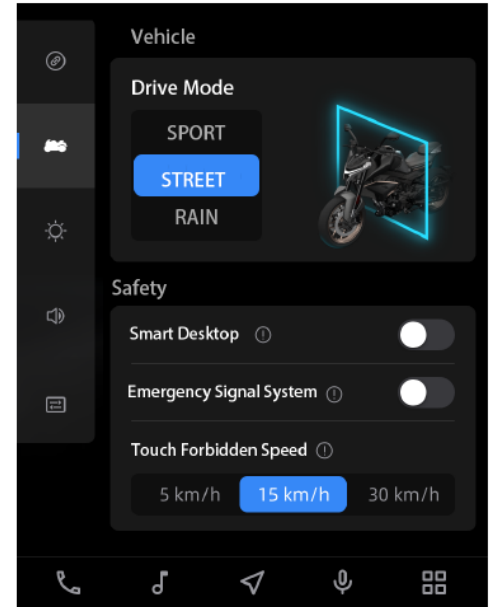 Vehicle
Drive Mode
SPORT
STREET
RAIN
Safety
Smart Desktop
Emergency Signal System
Touch Forbidden Speed
5 km/h 15 km/h 30 km/h